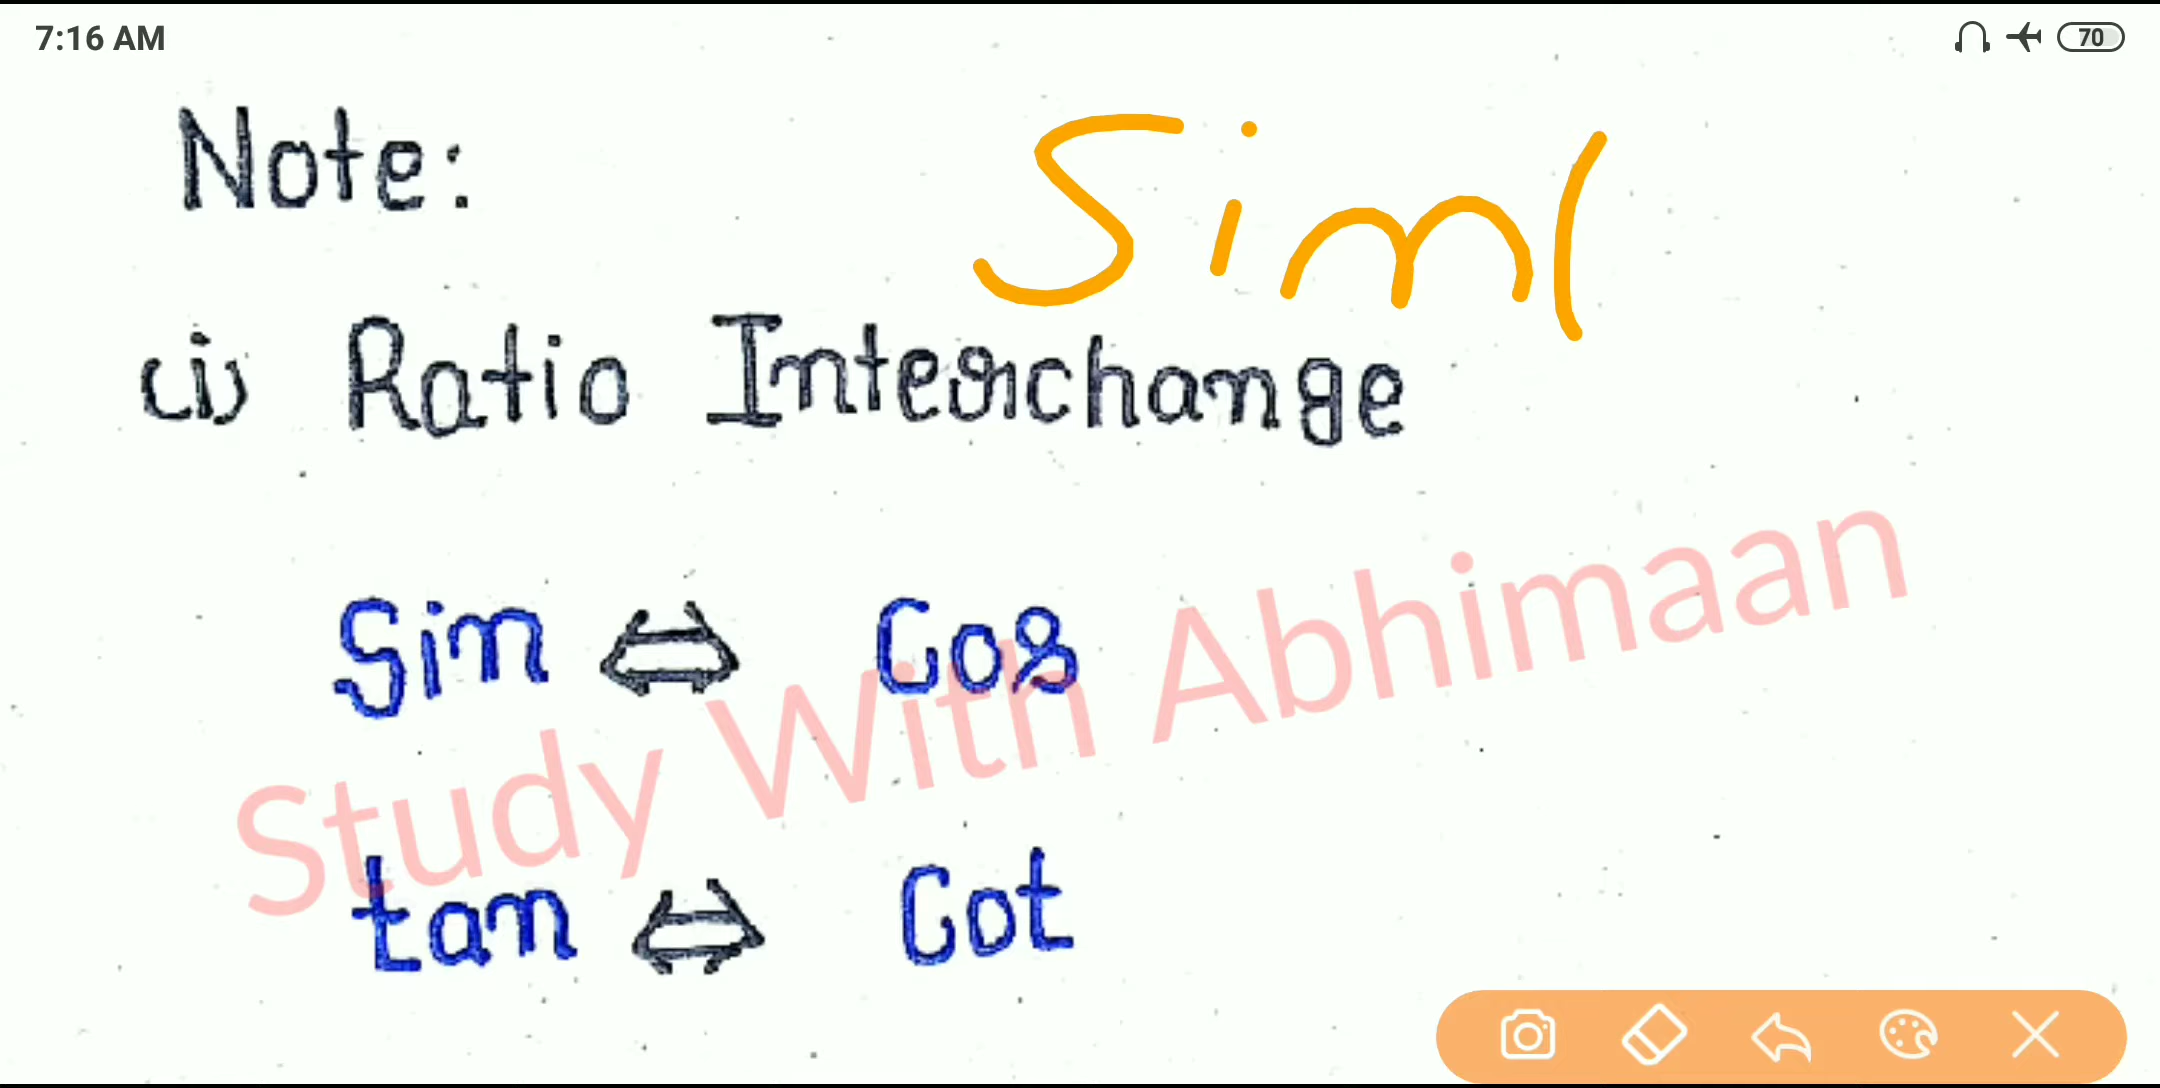 7:16 AM
70
Note:
Sin(
(i) Ratio Interchange
Sin ⇔ Cos
Study With Abhimaan
tan ⇔ Cot